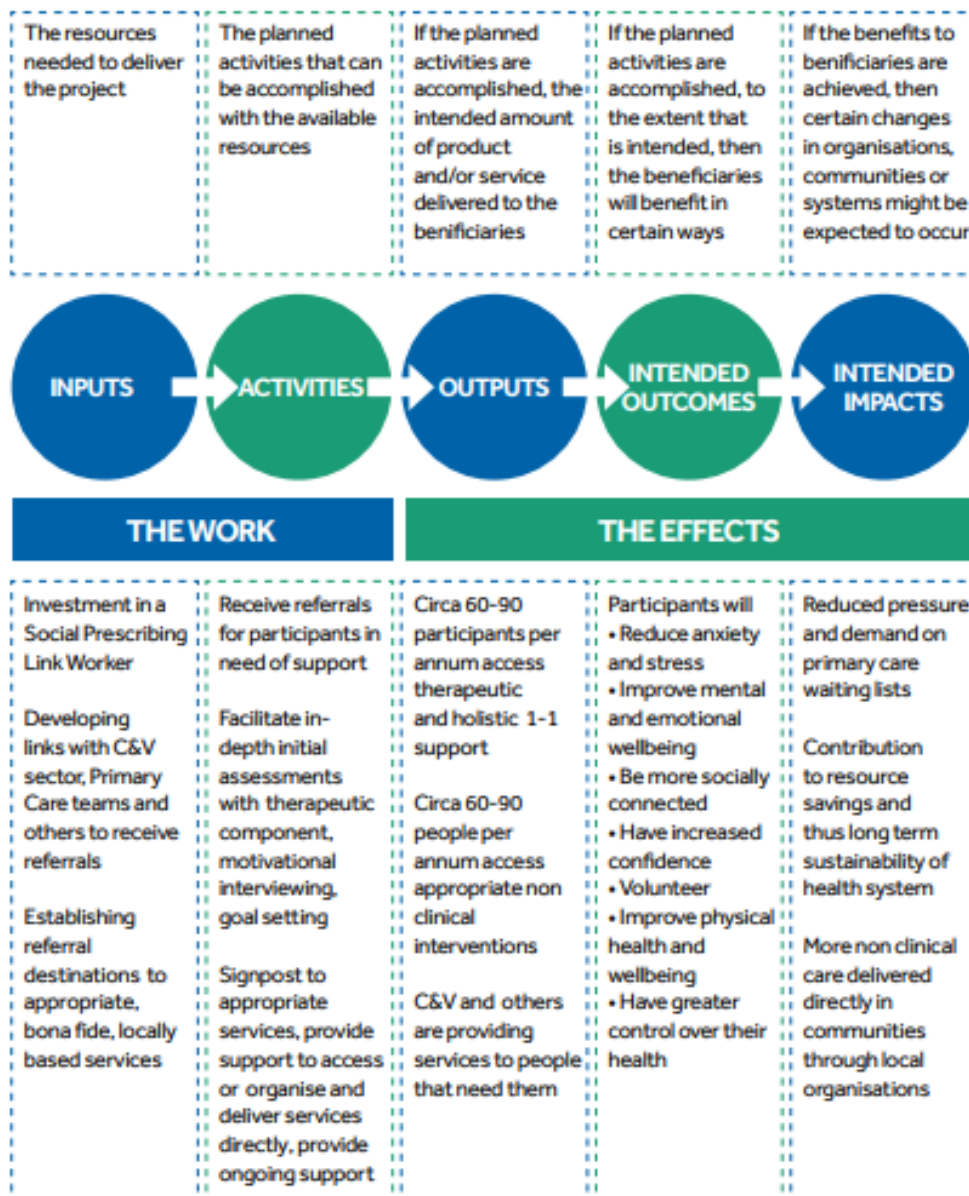 The resources
needed to deliver
the project
The planned
activities that can
be accomplished
with the available
resources
If the planned
activities are
accomplished, the
intended amount
of product
and/or service
delivered to the
benificiaries
If the planned
activities are
accomplished, to
the extent that
is intended, then
the beneficiaries
will benefit in
certain ways
If the benefits to
benificiaries are
achieved, then
certain changes
in organisations,
communities or
systems might be
expected to occur
INPUTS
ACTIVITIES
OUTPUTS
INTENDED
OUTCOMES
INTENDED
IMPACTS
THE WORK
THE EFFECTS
Investment in a
Social Prescribing
Link Worker
Developing
links with C&V
sector, Primary
Care teams and
others to receive
referrals
Establishing
referral
destinations to
appropriate,
bona fide, locally
based services
Receive referrals
for participants in
need of support
Facilitate in-
depth initial
assessments
with therapeutic
component,
motivational
interviewing,
goal setting
Signpost to
appropriate
services, provide
support to access
or organise and
deliver services
directly, provide
ongoing support
Circa 60-90
participants per
annum access
therapeutic
and holistic 1-1
support
Circa 60-90
people per
annum access
appropriate non
clinical
interventions
C&V and others
are providing
services to people
that need them
Participants will
• Reduce anxiety
and stress
• Improve mental
and emotional
wellbeing
• Be more socially
connected
• Have increased
confidence
• Volunteer
• Improve physical
health and
wellbeing
• Have greater
control over their
health
Reduced pressure
and demand on
primary care
waiting lists
Contribution
to resource
savings and
thus long term
sustainability of
health system
More non clinical
care delivered
directly in
communities
through local
organisations